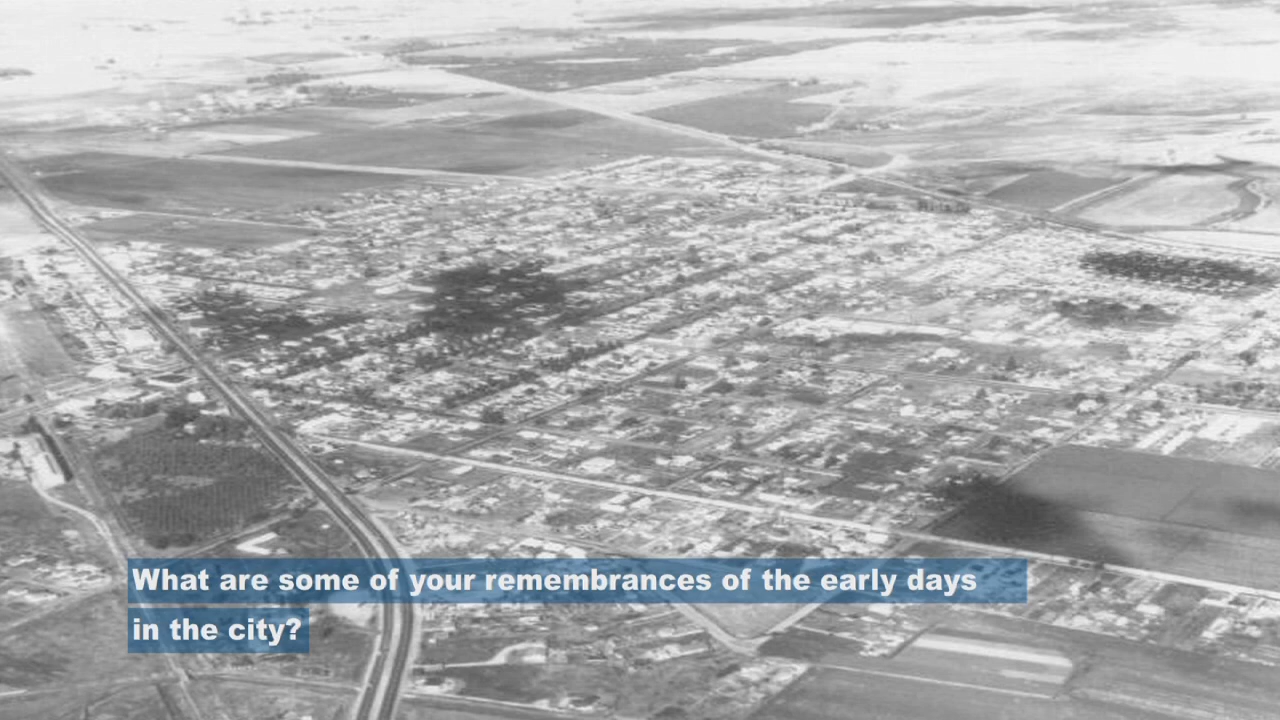 What are some of your remembrances of the early days
in the city?